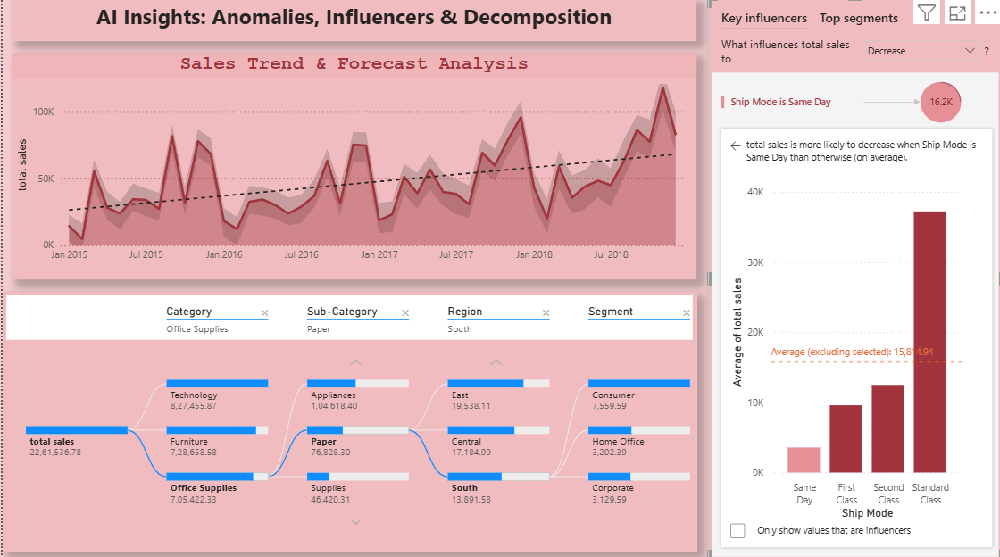 AI Insights: Anomalies, Influencers & Decomposition
Sales Trend & Forecast Analysis
total sales
100K
50K
0K
Jan 2015
Jul 2015
Jan 2016
Jul 2016
Jan 2017
Jul 2017
Jan 2018
Jul 2018
Category
Office Supplies
Sub-Category
Paper
Region
South
Segment
total sales
22,61,536.78
Technology
8,27,455.87
Furniture
7,28,658.58
Office Supplies
7,05,422.33
Appliances
1,04,618.40
Paper
76,828.30
Supplies
46,420.31
East
19,538.11
Central
17,184.99
South
13,891.58
Consumer
7,559.59
Home Office
3,202.39
Corporate
3,129.59
Key influencers
Top segments
What influences total sales
to
Decrease
?
Ship Mode is Same Day
16.2K
total sales is more likely to decrease when Ship Mode is
Same Day than otherwise (on average).
Average of total sales
40K
30K
20K
10K
0K
Average (excluding selected): 15,814.94
Same
Day
First
Class
Second
Class
Standard
Class
Ship Mode
Only show values that are influencers